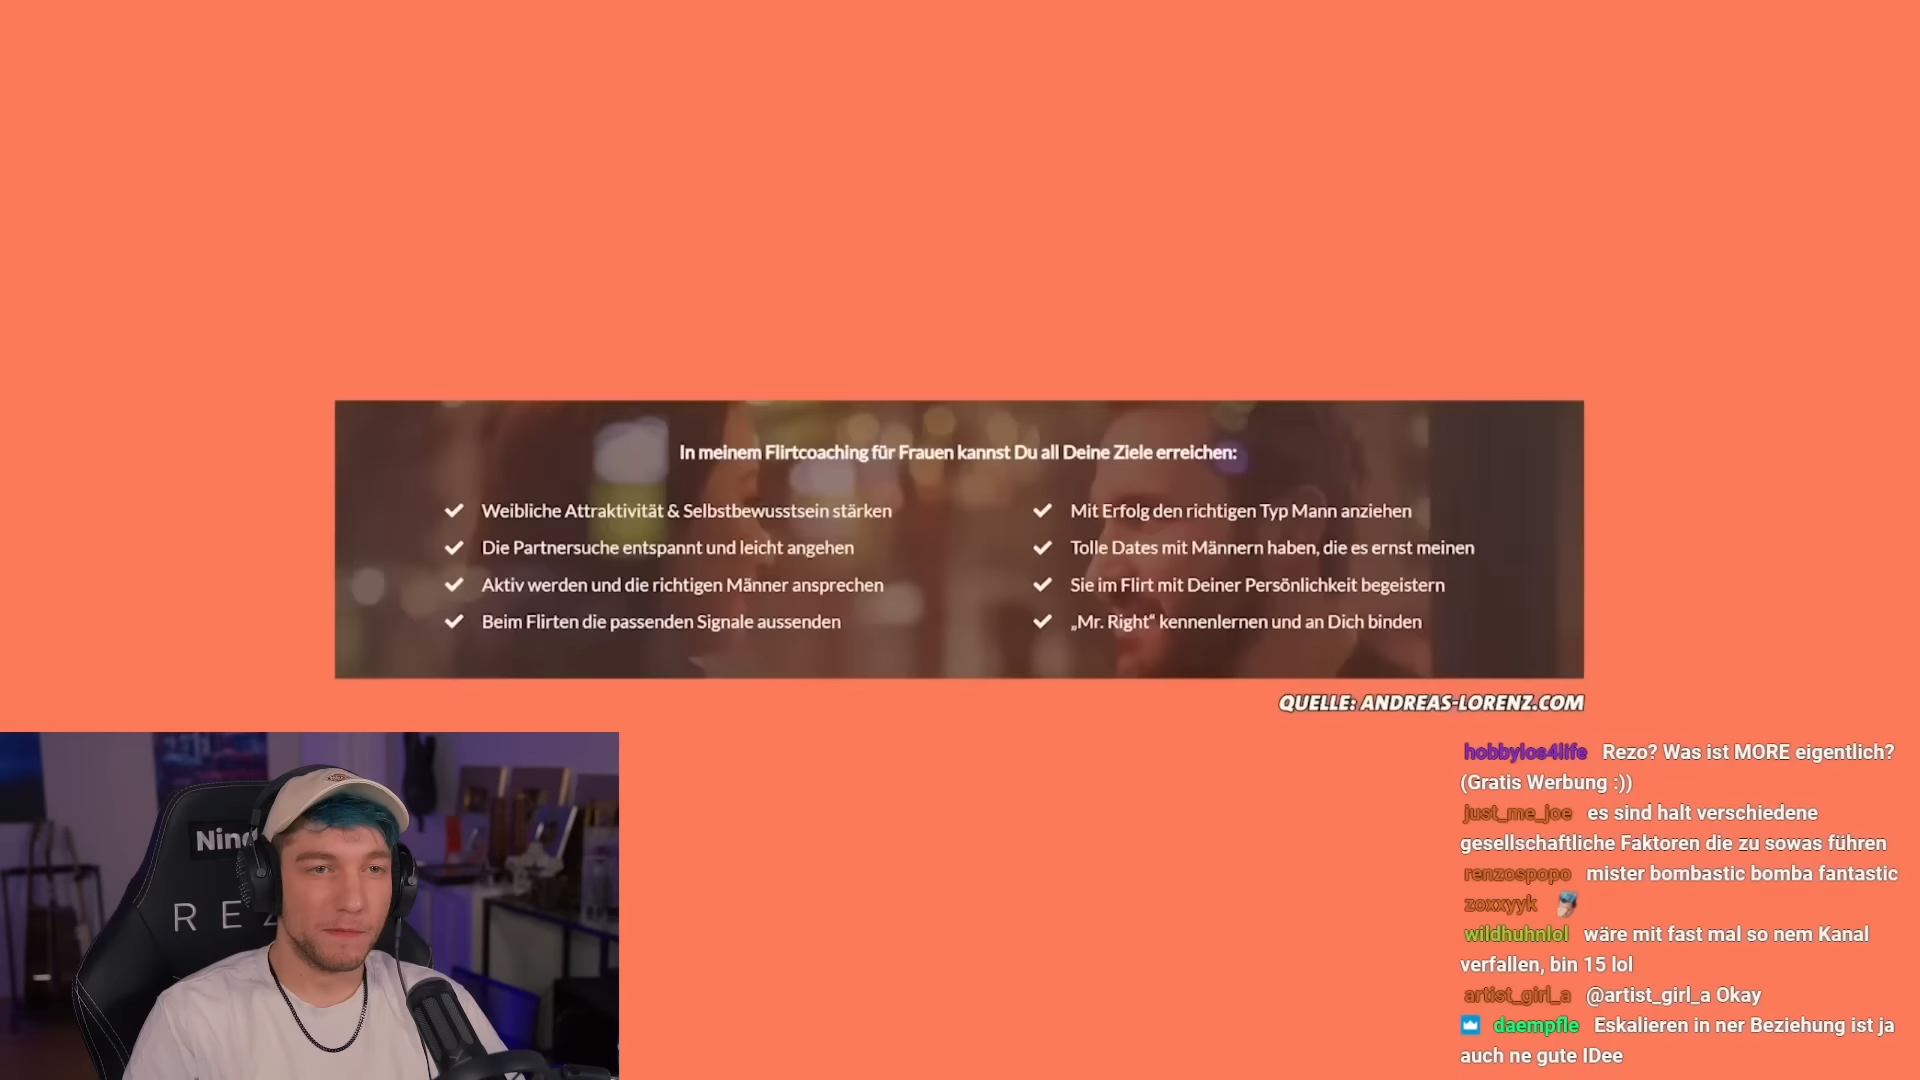 In meinem Flirtcoaching für Frauen kannst Du all Deine Ziele erreichen:
Weibliche Attraktivität & Selbstbewusstsein stärken
Die Partnersuche entspannt und leicht angehen
Aktiv werden und die richtigen Männer ansprechen
Beim Flirten die passenden Signale aussenden
Mit Erfolg den richtigen Typ Mann anziehen
Tolle Dates mit Männern haben, die es ernst meinen
Sie im Flirt mit Deiner Persönlichkeit begeistern
„Mr. Right“ kennenlernen und an Dich binden
QUELLE: ANDREAS-LORENZ.COM
hobbylos4life Rezo? Was ist MORE eigentlich?
(Gratis Werbung :))
just_me_joe es sind halt verschiedene
gesellschaftliche Faktoren die zu sowas führen
renzospopo mister bombastic bomba fantastic
zoxxyyk
wildhuhnlol wäre mit fast mal so nem Kanal
verfallen, bin 15 lol
artist_girl_a @artist_girl_a Okay
daempfle Eskalieren in ner Beziehung ist ja
auch ne gute IDee